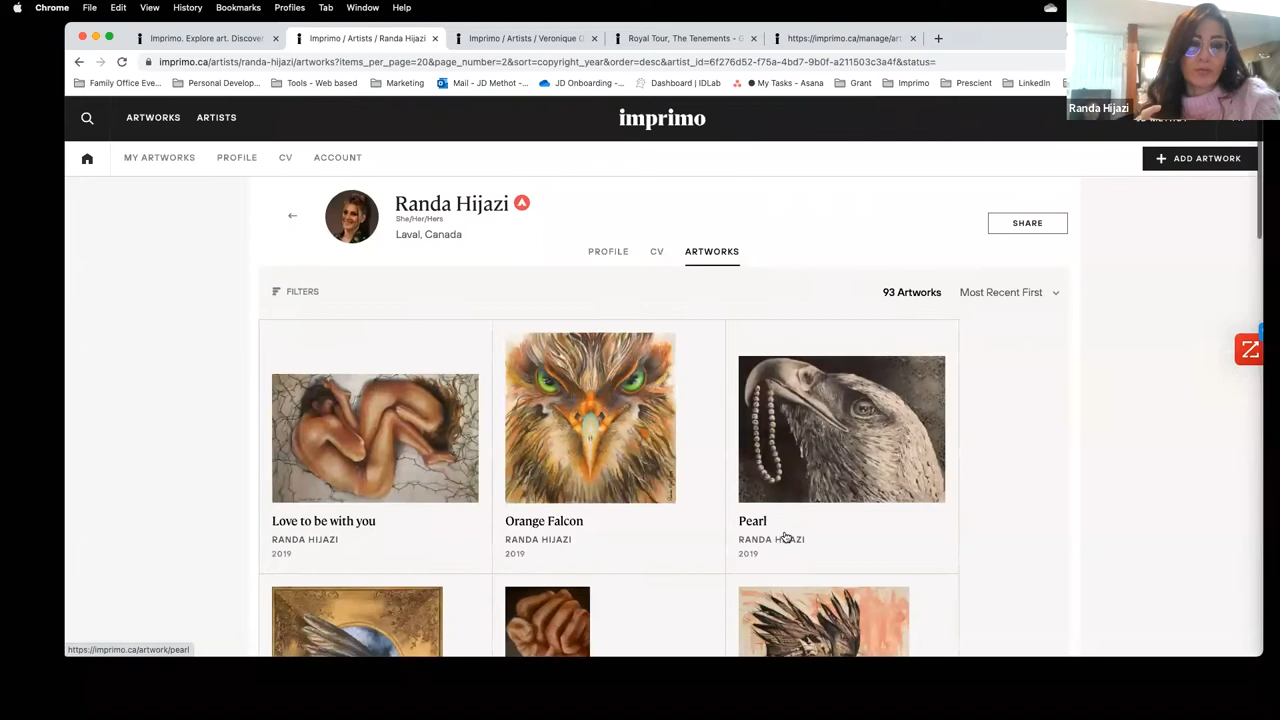 Chrome File Edit View History Bookmarks Profiles Tab Window Help
Imprimo. Explore art. Discover
Imprimo / Artists / Randa Hijazi
Imprimo / Artists / Veronique
Royal Tour, The Tenements -
https://imprimo.ca/manage/art
imprimo.ca/artists/randa-hijazi/artworks?items_per_page=20&page_number=2&sort=copyright_year&order=desc&artist_id=6f276d52-f75a-4bd7-9b0f-a211503c3a4f&status=
Family Office Eve... Personal Develop... Tools - Web based Marketing Mail - JD Methot -... JD Onboarding -... Dashboard | IDLab My Tasks - Asana Grant Imprimo Prescient LinkedIn
Randa Hijazi
ARTWORKS ARTISTS imprimo
MY ARTWORKS PROFILE CV ACCOUNT + ADD ARTWORK
Randa Hijazi
She/Her/Hers
Laval, Canada
SHARE
PROFILE CV ARTWORKS
FILTERS 93 Artworks Most Recent First
Love to be with you
RANDA HIJAZI
2019
Orange Falcon
RANDA HIJAZI
2019
Pearl
RANDA HIJAZI
2019
https://imprimo.ca/artwork/pearl